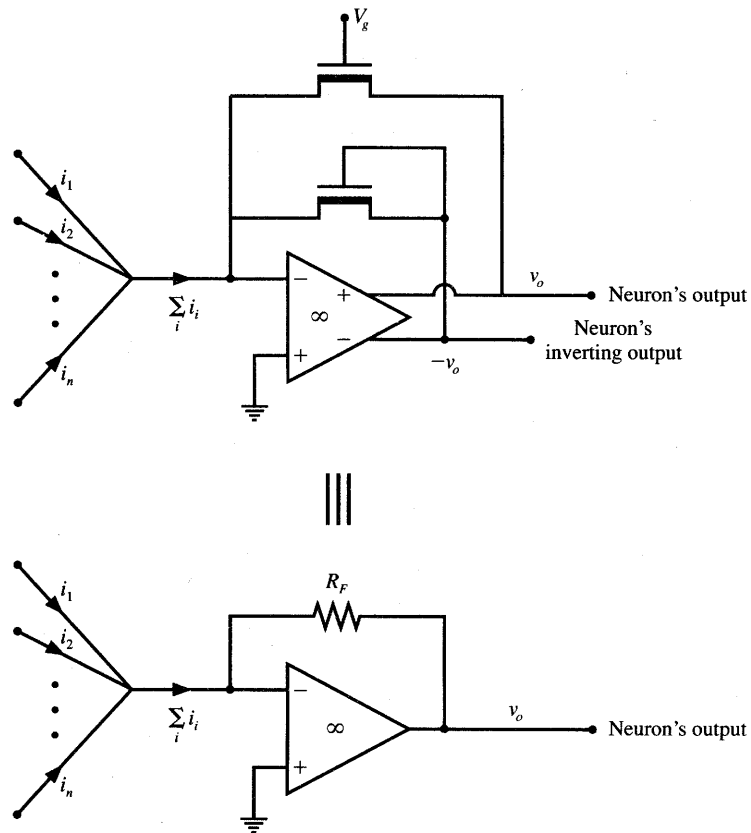 V_g
i_1
i_2
i_n
∑_i i_i
−
+
∞
+
−
v_o
−v_o
Neuron's output
Neuron's
inverting output
R_F
i_1
i_2
i_n
∑_i i_i
−
+
∞
v_o
Neuron's output